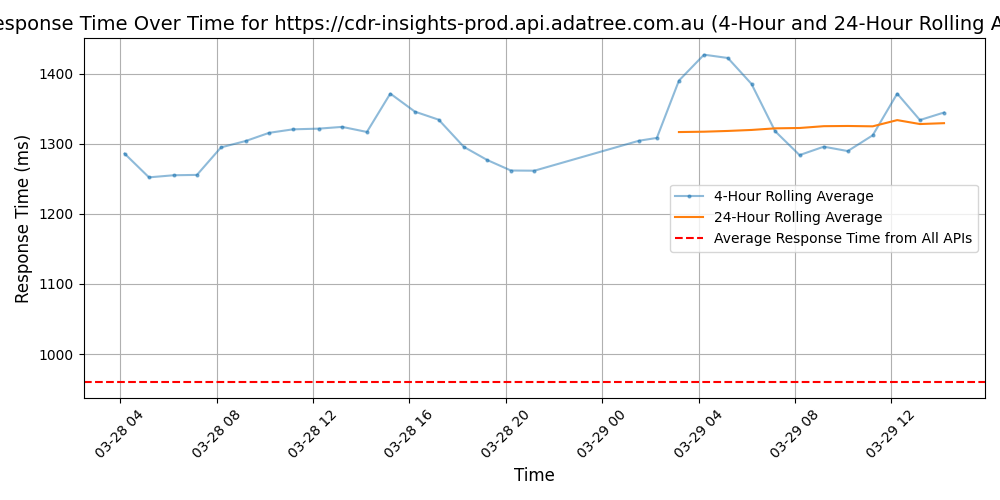 esponse Time Over Time for https://cdr-insights-prod.api.adatree.com.au (4-Hour and 24-Hour Rolling A
Response Time (ms)
1400
1300
1200
1100
1000
4-Hour Rolling Average
24-Hour Rolling Average
Average Response Time from All APIs
03-28 04
03-28 08
03-28 12
03-28 16
03-28 20
03-29 00
03-29 04
03-29 08
03-29 12
Time